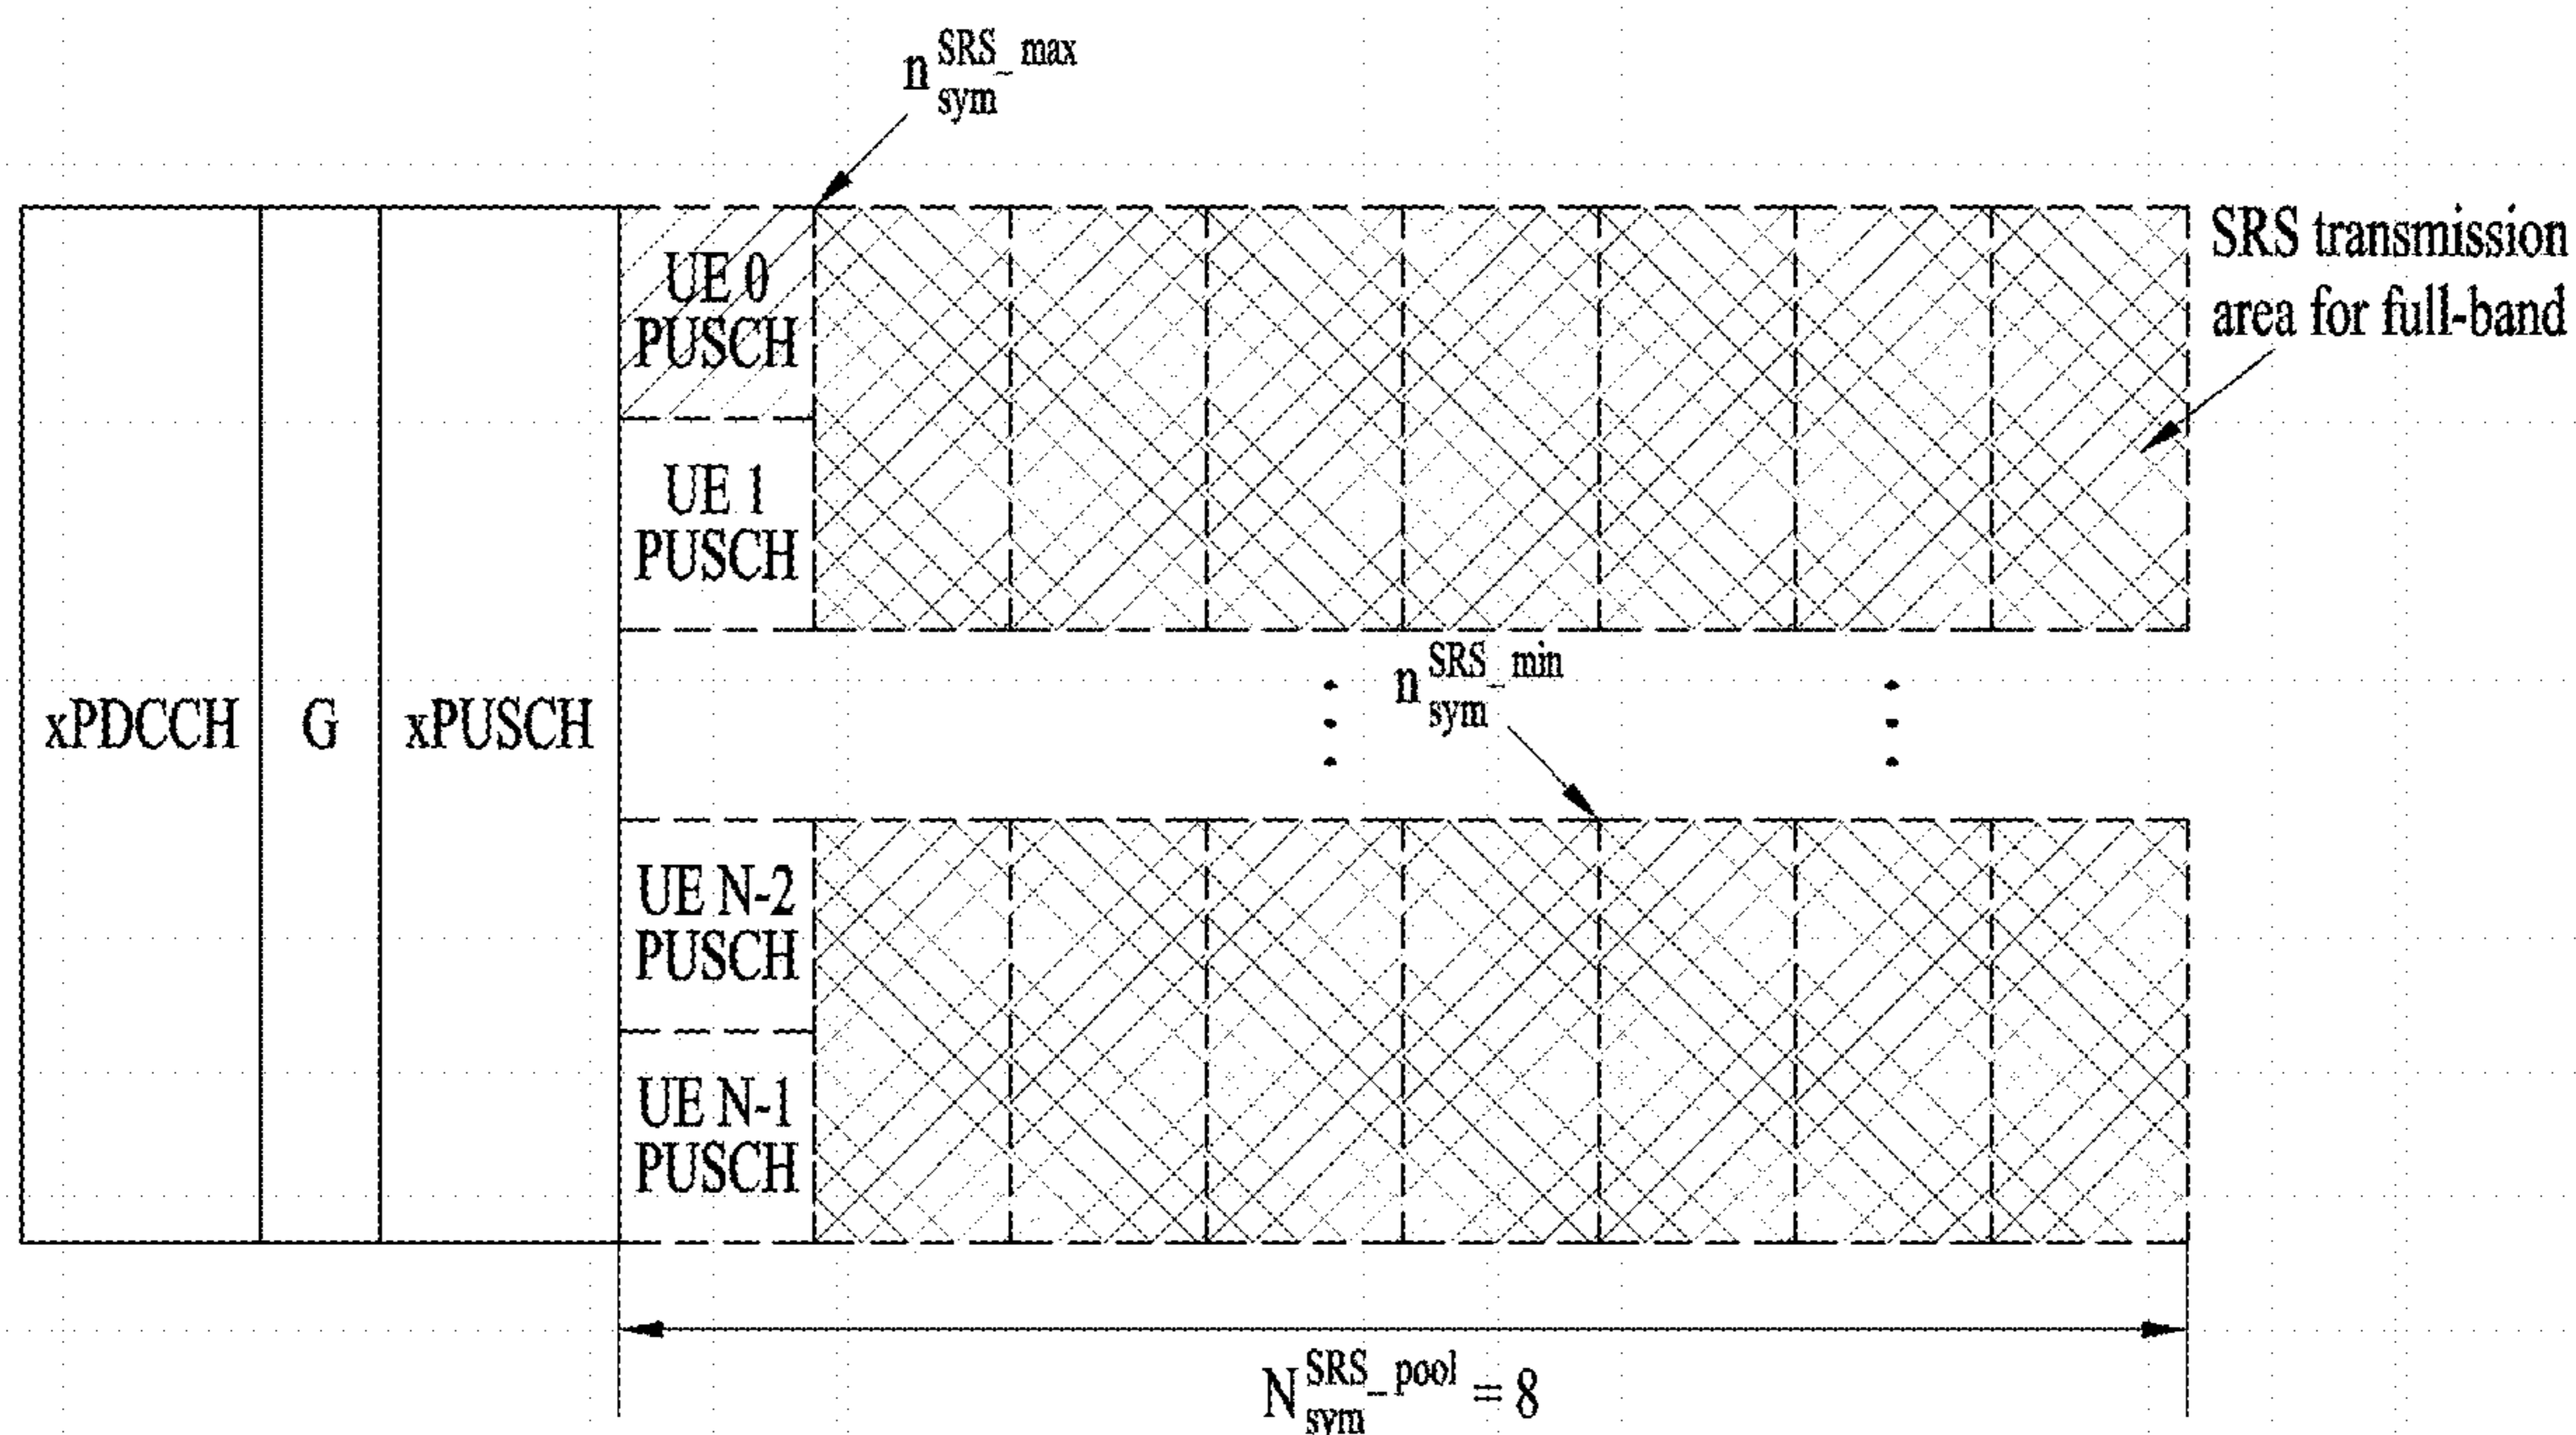 n sym SRS_max
SRS transmission
area for full-band
UE 0
PUSCH
UE 1
PUSCH
n sym SRS_min
xPDCCH
G
xPUSCH
UE N-2
PUSCH
UE N-1
PUSCH
N sym SRS_pool = 8